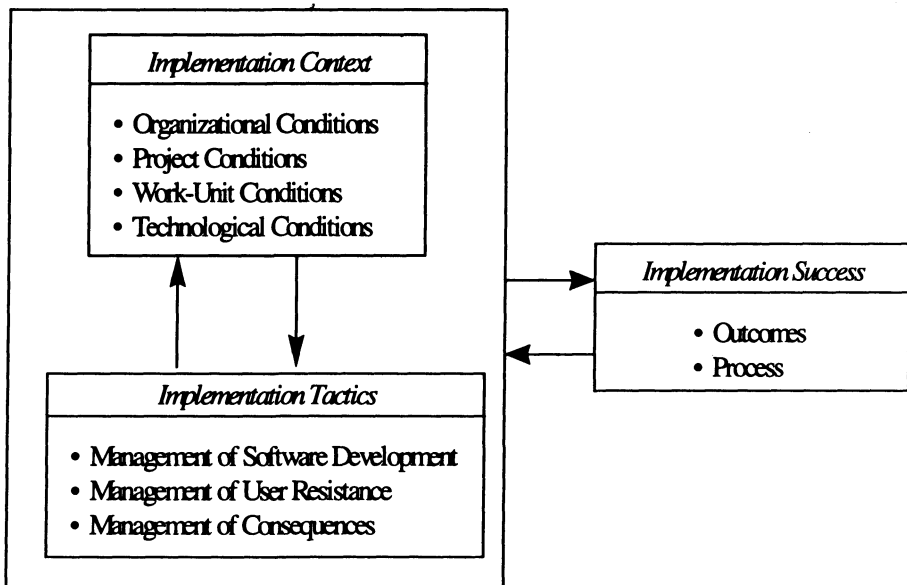 Implementation Context
• Organizational Conditions
• Project Conditions
• Work-Unit Conditions
• Technological Conditions
Implementation Success
• Outcomes
• Process
Implementation Tactics
• Management of Software Development
• Management of User Resistance
• Management of Consequences